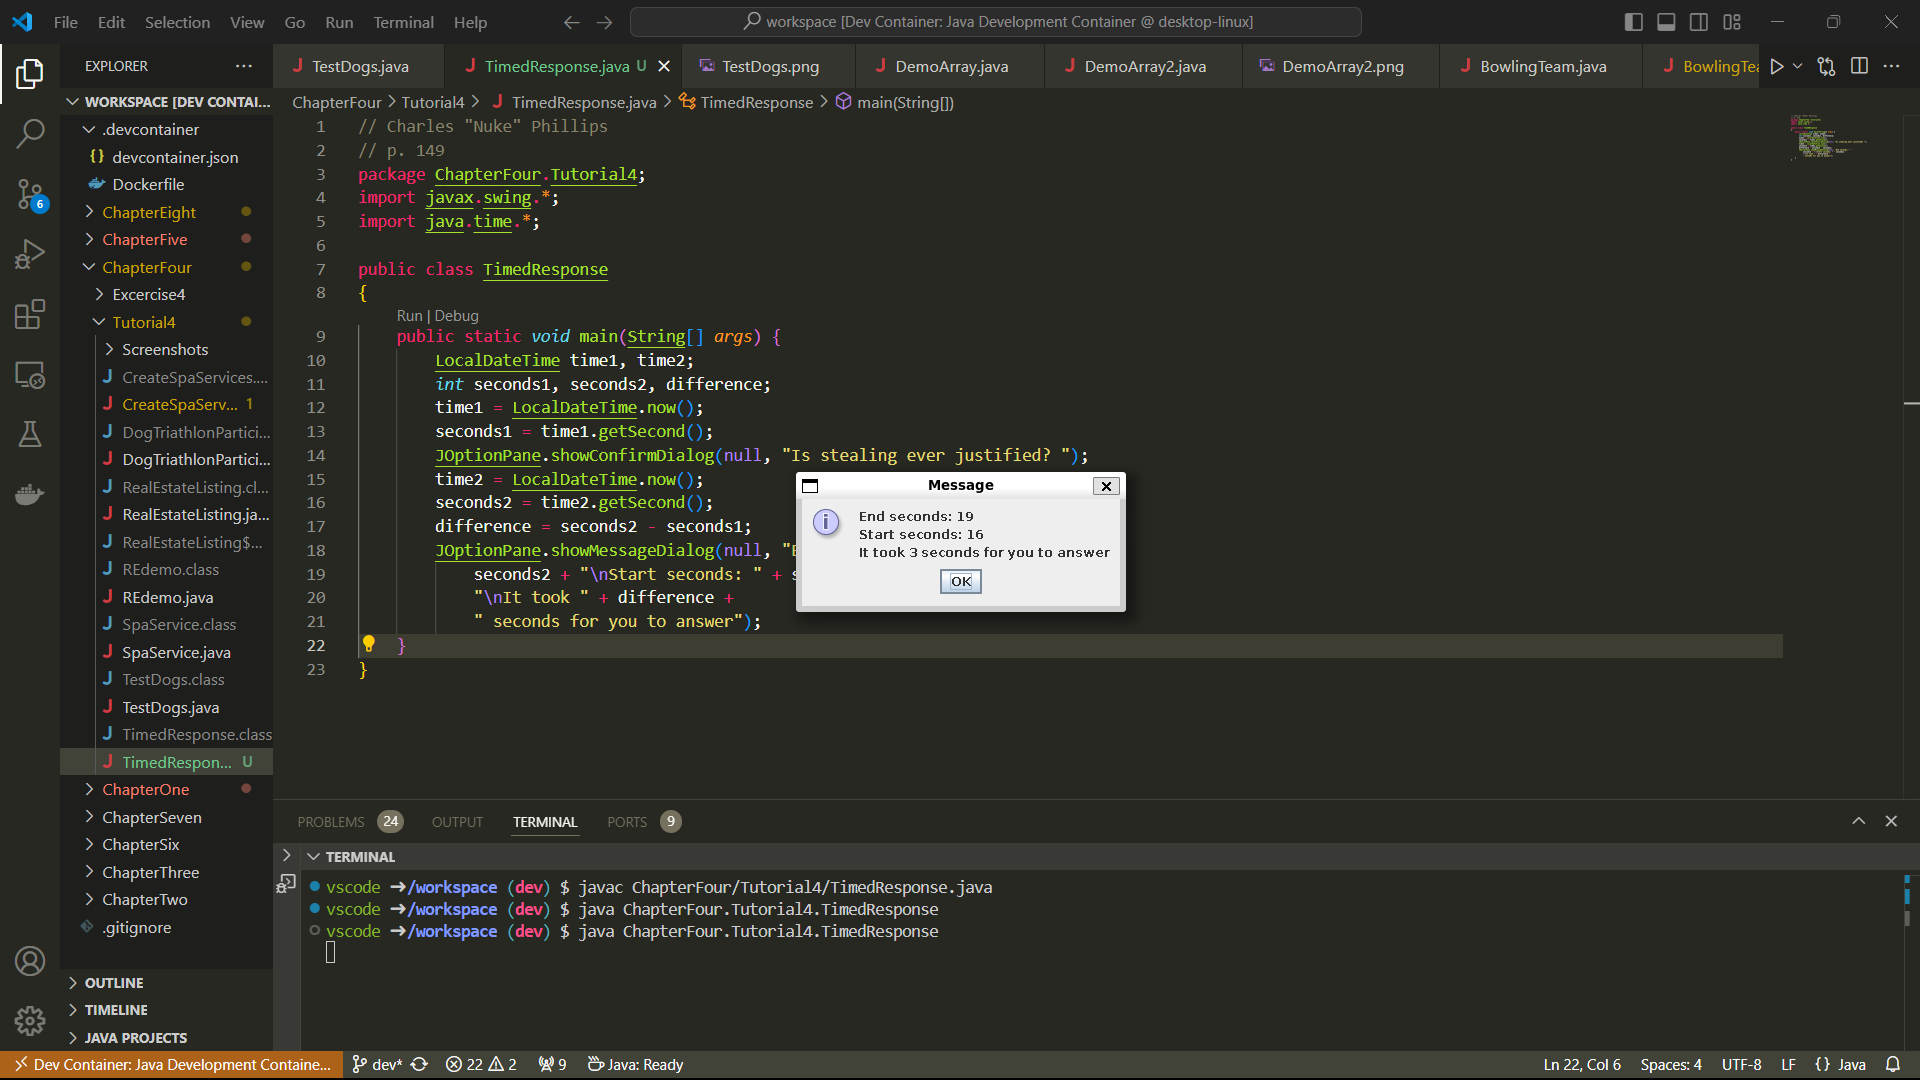 File Edit Selection View Go Run Terminal Help
workspace [Dev Container: Java Development Container @ desktop-linux]
EXPLORER
TestDogs.java
TimedResponse.java U
TestDogs.png
DemoArray.java
DemoArray2.java
DemoArray2.png
BowlingTeam.java
BowlingTea
WORKSPACE [DEV CONTAI...
.devcontainer
{} devcontainer.json
Dockerfile
6
ChapterEight
ChapterFive
ChapterFour
Excercise4
Tutorial4
Screenshots
CreateSpaServices....
CreateSpaServ... 1
DogTriathlonPartici...
DogTriathlonPartici...
RealEstateListing.cl...
RealEstateListing.ja...
RealEstateListing$...
REdemo.class
REdemo.java
SpaService.class
SpaService.java
TestDogs.class
TestDogs.java
TimedResponse.class
TimedRespon... U
ChapterOne
ChapterSeven
ChapterSix
ChapterThree
ChapterTwo
.gitignore
OUTLINE
TIMELINE
JAVA PROJECTS
ChapterFour > Tutorial4 > TimedResponse.java > TimedResponse > main(String[])
1 // Charles "Nuke" Phillips
2 // p. 149
3 package ChapterFour.Tutorial4;
4 import javax.swing.*;
5 import java.time.*;
6
7 public class TimedResponse
8 {
Run | Debug
9 public static void main(String[] args) {
10 LocalDateTime time1, time2;
11 int seconds1, seconds2, difference;
12 time1 = LocalDateTime.now();
13 seconds1 = time1.getSecond();
14 JOptionPane.showConfirmDialog(null, "Is stealing ever justified? ");
15 time2 = LocalDateTime.now();
16 seconds2 = time2.getSecond();
17 difference = seconds2 - seconds1;
18 JOptionPane.showMessageDialog(null, "E
19 seconds2 + "\nStart seconds: " + s
20 "\nIt took " + difference +
21 " seconds for you to answer");
22 }
23 }
Message
End seconds: 19
Start seconds: 16
It took 3 seconds for you to answer
OK
PROBLEMS 24 OUTPUT TERMINAL PORTS 9
TERMINAL
vscode ➜/workspace (dev) $ javac ChapterFour/Tutorial4/TimedResponse.java
vscode ➜/workspace (dev) $ java ChapterFour.Tutorial4.TimedResponse
vscode ➜/workspace (dev) $ java ChapterFour.Tutorial4.TimedResponse
Dev Container: Java Development Containe... dev* 22 2 9 Java: Ready
Ln 22, Col 6 Spaces: 4 UTF-8 LF {} Java